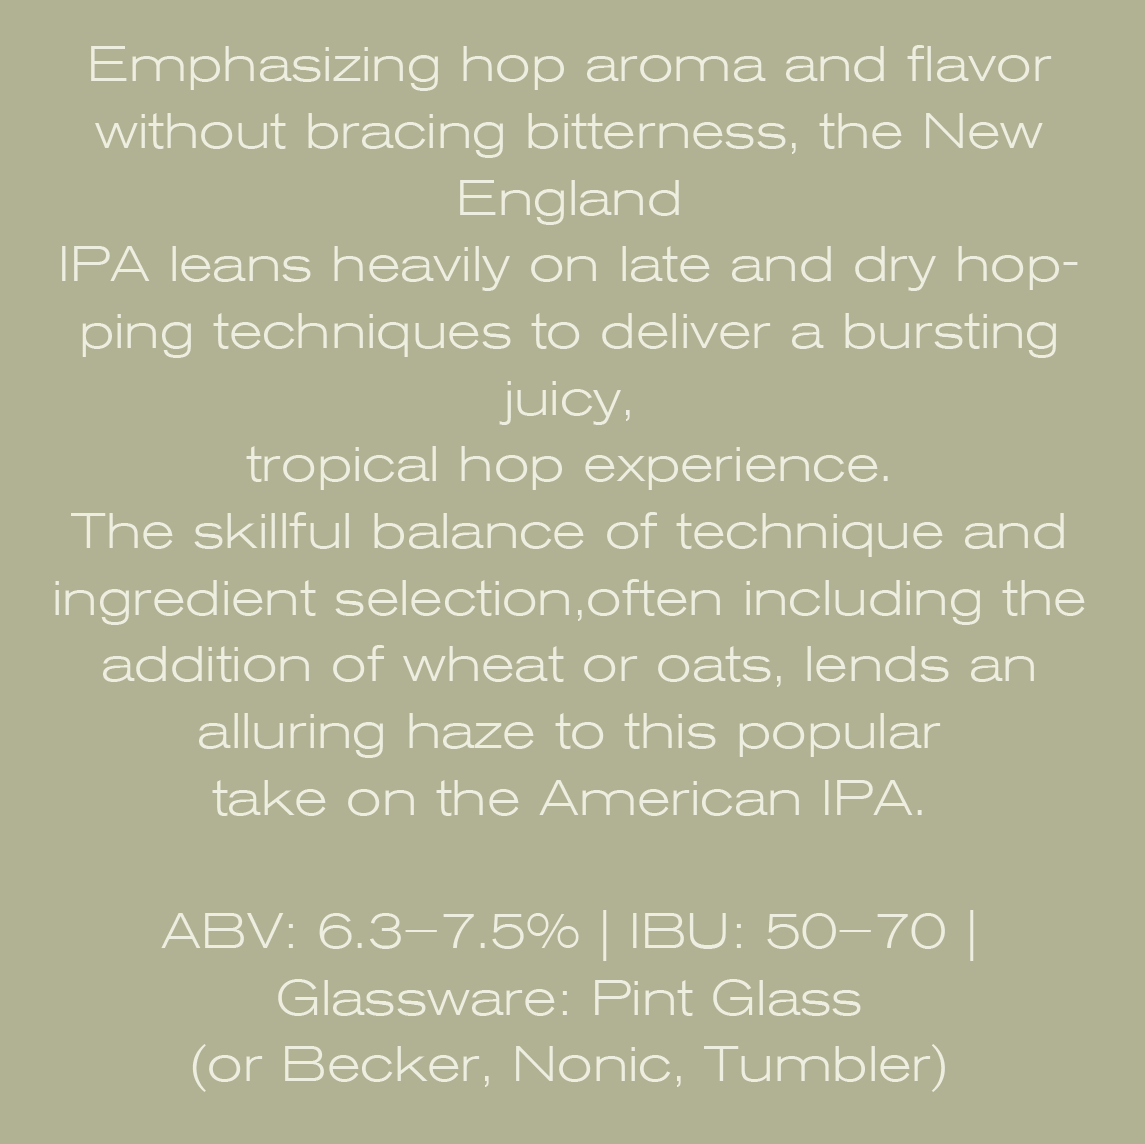 Emphasizing hop aroma and flavor
without bracing bitterness, the New
England
IPA leans heavily on late and dry hop-
ping techniques to deliver a bursting
juicy,
tropical hop experience.
The skillful balance of technique and
ingredient selection,often including the
addition of wheat or oats, lends an
alluring haze to this popular
take on the American IPA.

ABV: 6.3–7.5% | IBU: 50–70 |
Glassware: Pint Glass
(or Becker, Nonic, Tumbler)